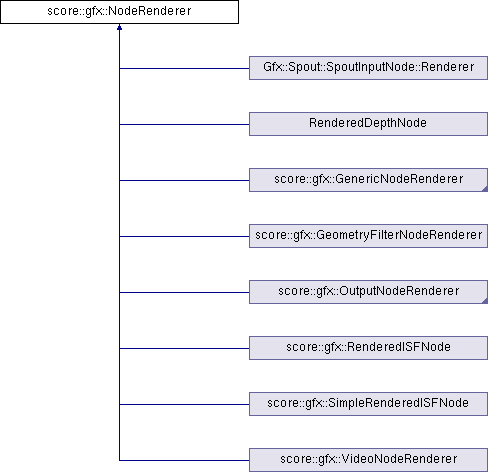 score::gfx::NodeRenderer
Gfx::Spout::SpoutInputNode::Renderer
RenderedDepthNode
score::gfx::GenericNodeRenderer
score::gfx::GeometryFilterNodeRenderer
score::gfx::OutputNodeRenderer
score::gfx::RenderedISFNode
score::gfx::SimpleRenderedISFNode
score::gfx::VideoNodeRenderer